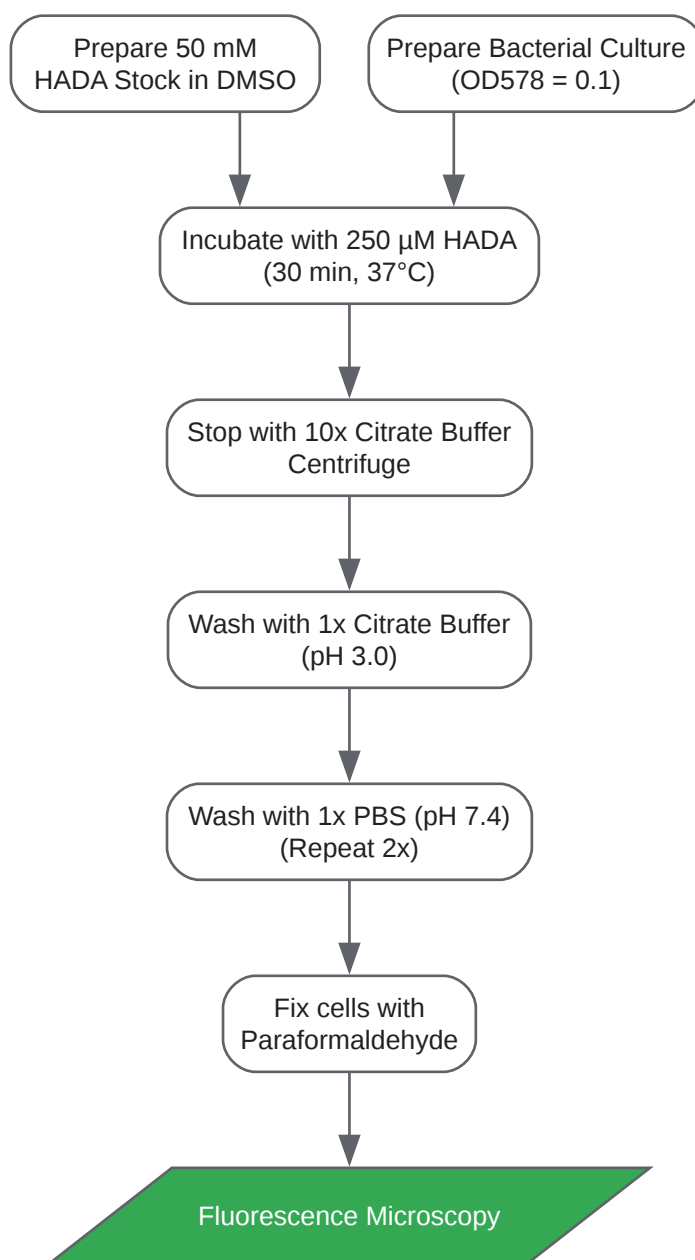 Prepare 50 mM
HADA Stock in DMSO
Prepare Bacterial Culture
(OD578 = 0.1)
Incubate with 250 µM HADA
(30 min, 37°C)
Stop with 10x Citrate Buffer
Centrifuge
Wash with 1x Citrate Buffer
(pH 3.0)
Wash with 1x PBS (pH 7.4)
(Repeat 2x)
Fix cells with
Paraformaldehyde
Fluorescence Microscopy